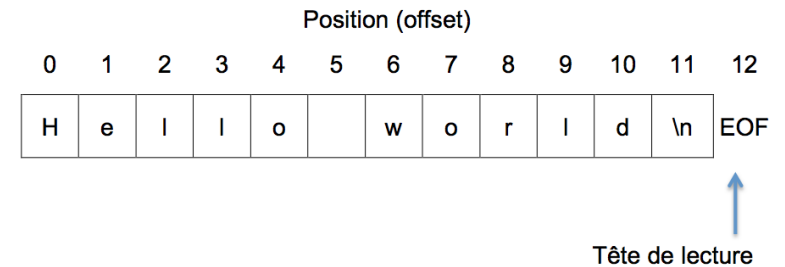 Position (offset)
0 1 2 3 4 5 6 7 8 9 10 11 12
H e l l o w o r l d \n EOF
Tête de lecture